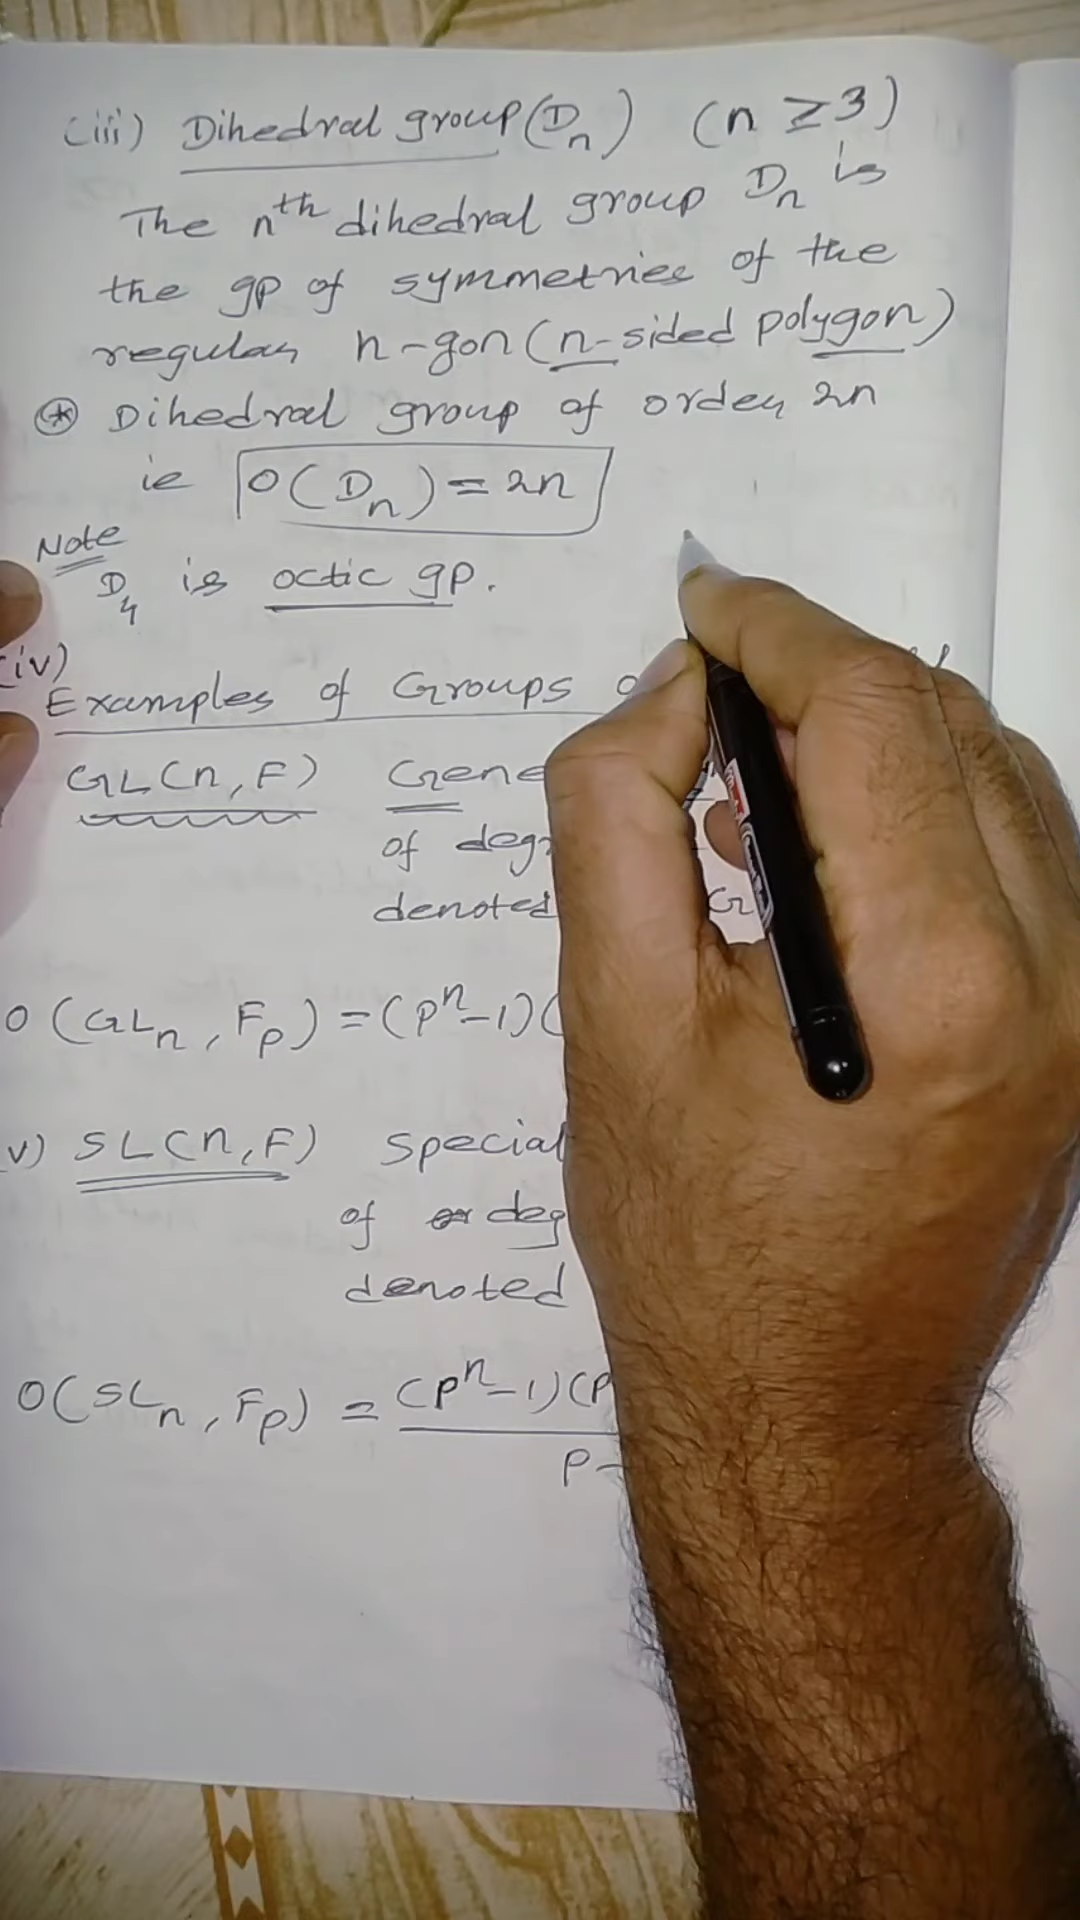 (iii) Dihedral group (Dn) (n ≥ 3)
The nth dihedral group Dn is
the gp of symmetries of the
regular n-gon (n-sided polygon)
* Dihedral group of order 2n
ie O(Dn) = 2n
Note
D4 is octic gp.
(iv)
Examples of Groups
GL(n, F) Gene
of deg
denoted G
O(GLn, Fp) = (p^n-1)(
v) SL(n, F) Special
of deg
denoted
O(SLn, Fp) = (p^n-1)(p
p-